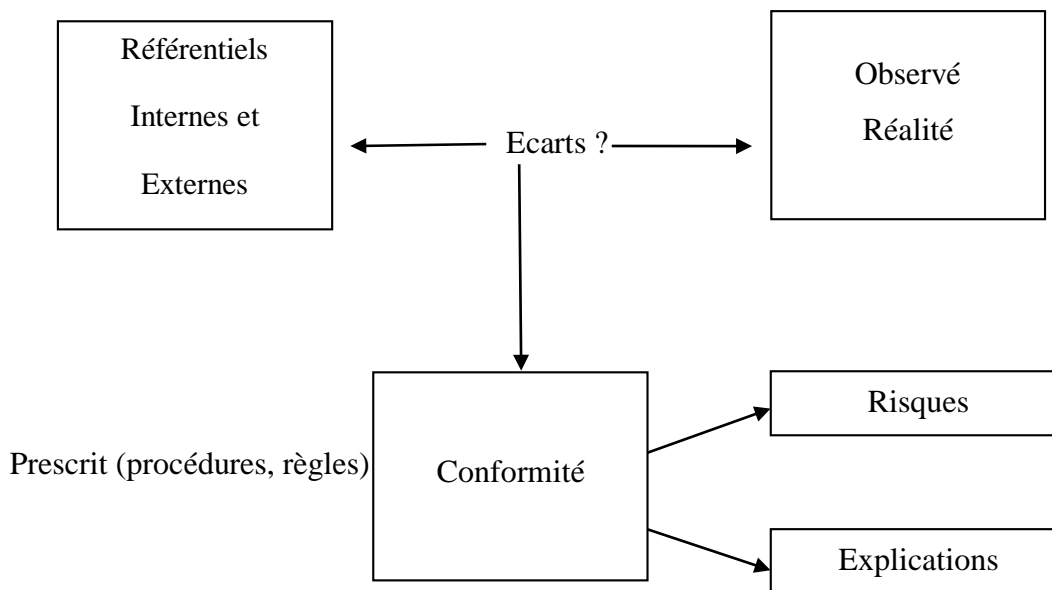 Référentiels
Internes et
Externes
Ecarts ?
Observé
Réalité
Prescrit (procédures, règles)
Conformité
Risques
Explications